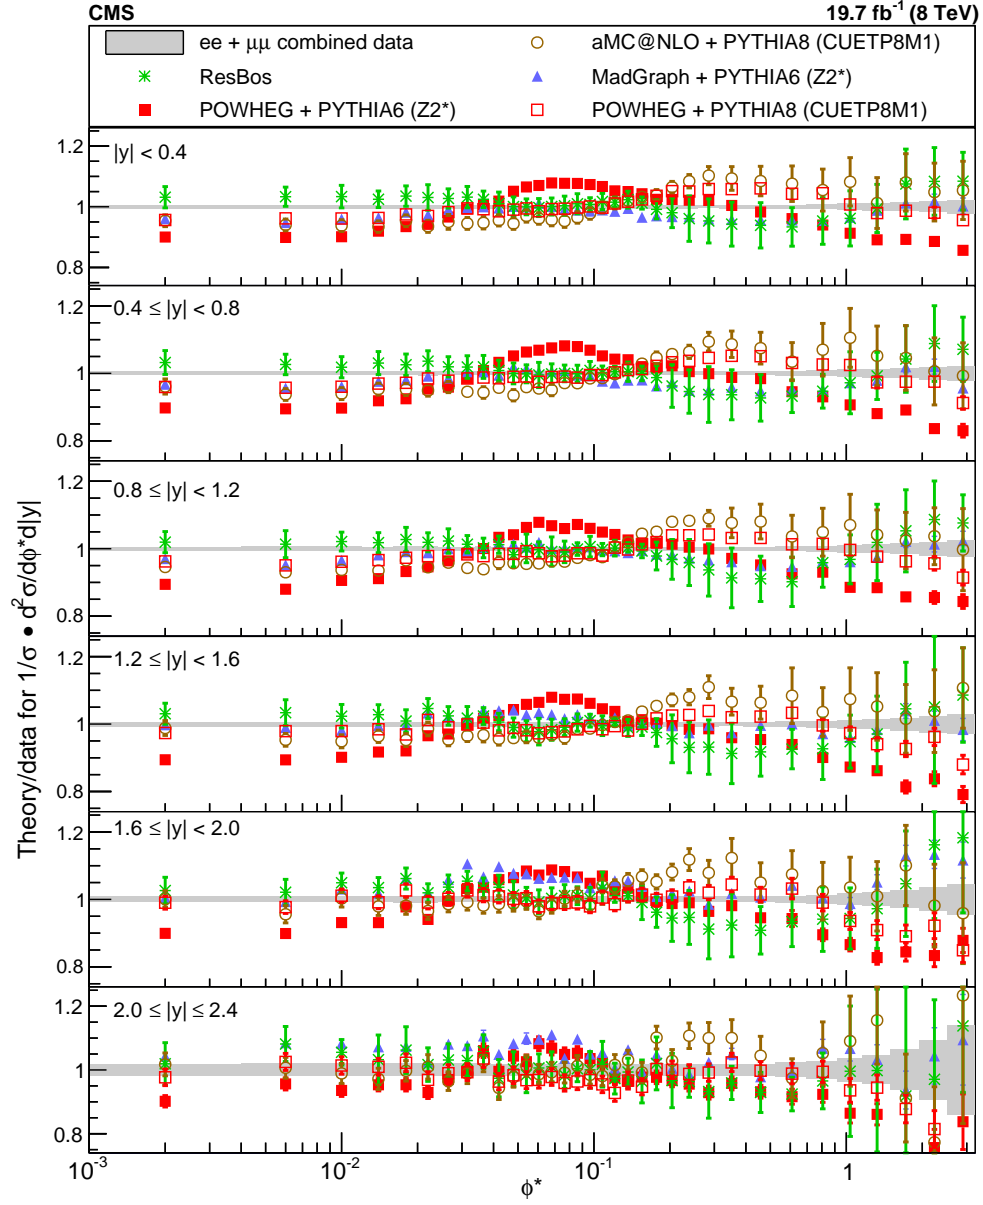 CMS 19.7 fb⁻¹ (8 TeV)
ee + μμ combined data
aMC@NLO + PYTHIA8 (CUETP8M1)
ResBos
MadGraph + PYTHIA6 (Z2*)
POWHEG + PYTHIA6 (Z2*)
POWHEG + PYTHIA8 (CUETP8M1)
Theory/data for 1/σ • d²σ/dϕ*d|y|
|y| < 0.4
1.2
1
0.8
0.4 ≤ |y| < 0.8
1.2
1
0.8
0.8 ≤ |y| < 1.2
1.2
1
0.8
1.2 ≤ |y| < 1.6
1.2
1
0.8
1.6 ≤ |y| < 2.0
1.2
1
0.8
2.0 ≤ |y| ≤ 2.4
1.2
1
0.8
10⁻³ 10⁻² 10⁻¹ 1
ϕ*